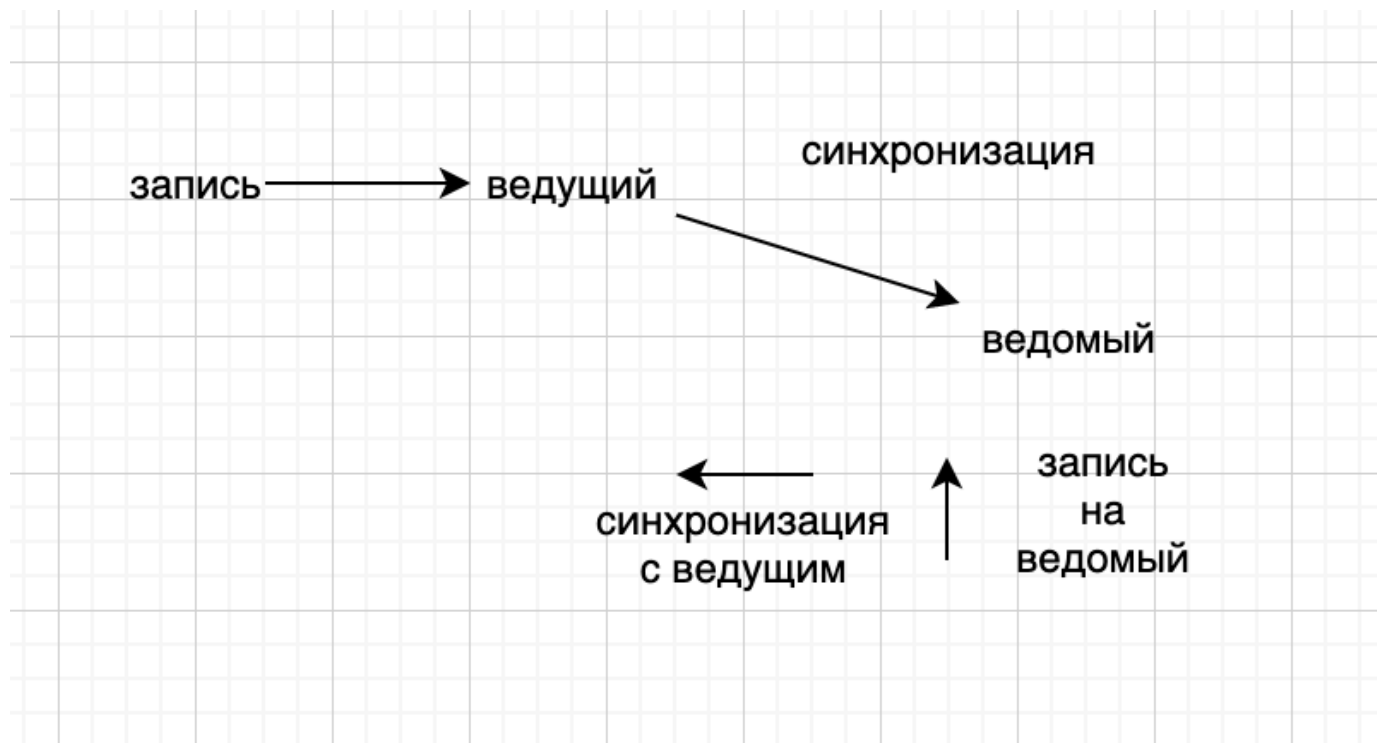 синхронизация
запись
ведущий
ведомый
запись
на
ведомый
синхронизация
с ведущим